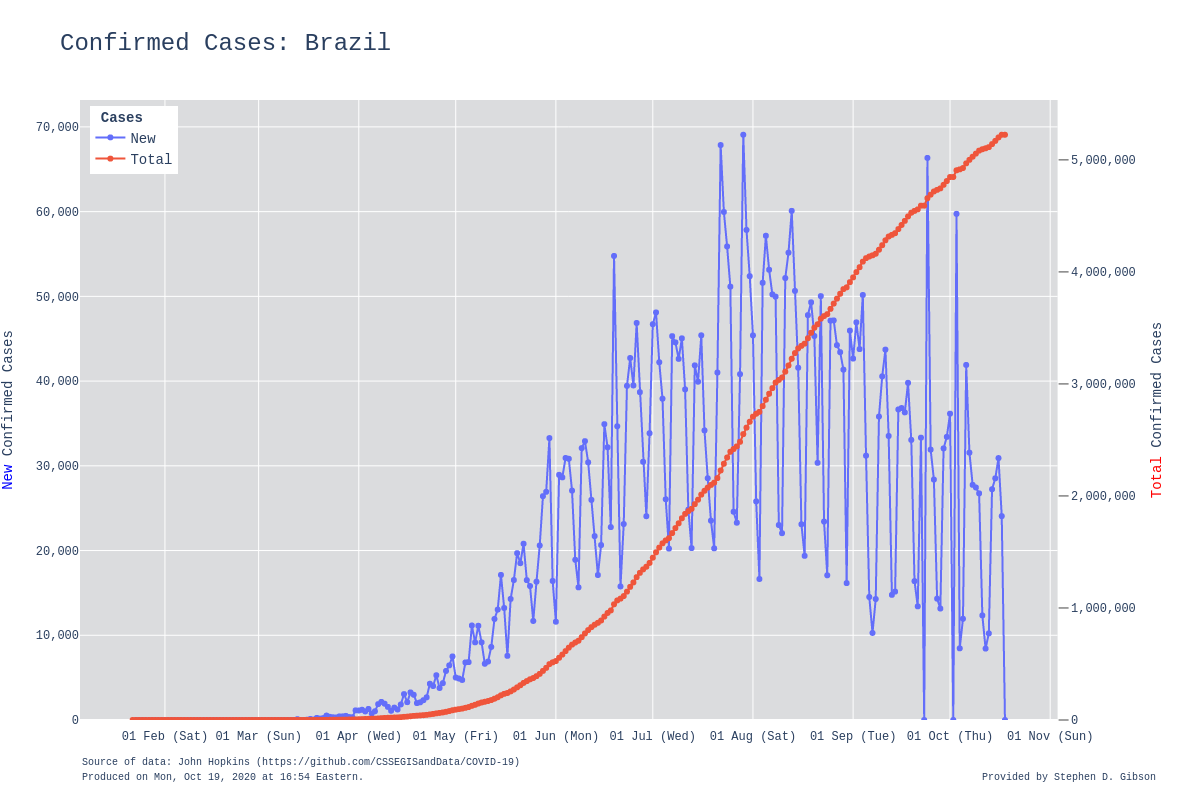 Confirmed Cases: Brazil
Cases
New
Total
70,000
60,000
50,000
40,000
30,000
20,000
10,000
0
New Confirmed Cases
5,000,000
4,000,000
3,000,000
2,000,000
1,000,000
0
Total Confirmed Cases
01 Feb (Sat) 01 Mar (Sun) 01 Apr (Wed) 01 May (Fri) 01 Jun (Mon) 01 Jul (Wed) 01 Aug (Sat) 01 Sep (Tue) 01 Oct (Thu) 01 Nov (Sun)
Source of data: John Hopkins (https://github.com/CSSEGISandData/COVID-19)
Produced on Mon, Oct 19, 2020 at 16:54 Eastern.
Provided by Stephen D. Gibson